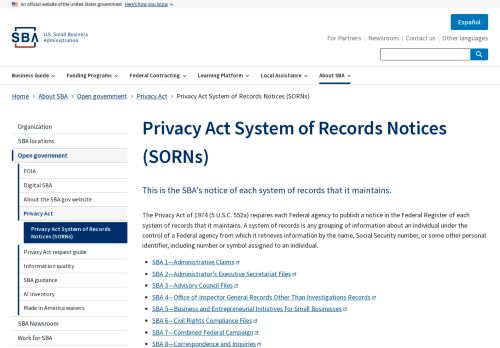 An official website of the United States government Here's how you know
Español
SBA U.S. Small Business
Administration
For Partners Newsroom Contact us Other languages
Business Guide Funding Programs Federal Contracting Learning Platform Local Assistance About SBA
Home About SBA Open government Privacy Act Privacy Act System of Records Notices (SORNs)
Organization
SBA locations
Open government
FOIA
Digital SBA
About the SBA.gov website
Privacy Act
Privacy Act System of Records
Notices (SORNs)
Privacy Act request guide
Information quality
SBA guidance
AI inventory
Made in America waivers
SBA Newsroom
Work for SBA
Privacy Act System of Records Notices
(SORNs)
This is the SBA's notice of each system of records that it maintains.
The Privacy Act of 1974 (5 U.S.C. 552a) requires each Federal agency to publish a notice in the Federal Register of each
system of records that it maintains. A system of records is any grouping of information about an individual under the
control of a Federal agency from which it retrieves information by the name, Social Security number, or some other personal
identifier, including number or symbol assigned to an individual.
SBA 1—Administrative Claims
SBA 2—Administrator's Executive Secretariat Files
SBA 3—Advisory Council Files
SBA 4—Office of Inspector General Records Other Than Investigations Records
SBA 5—Business and Entrepreneurial Initiatives for Small Businesses
SBA 6—Civil Rights Compliance Files
SBA 7—Combined Federal Campaign
SBA 8—Correspondence and Inquiries